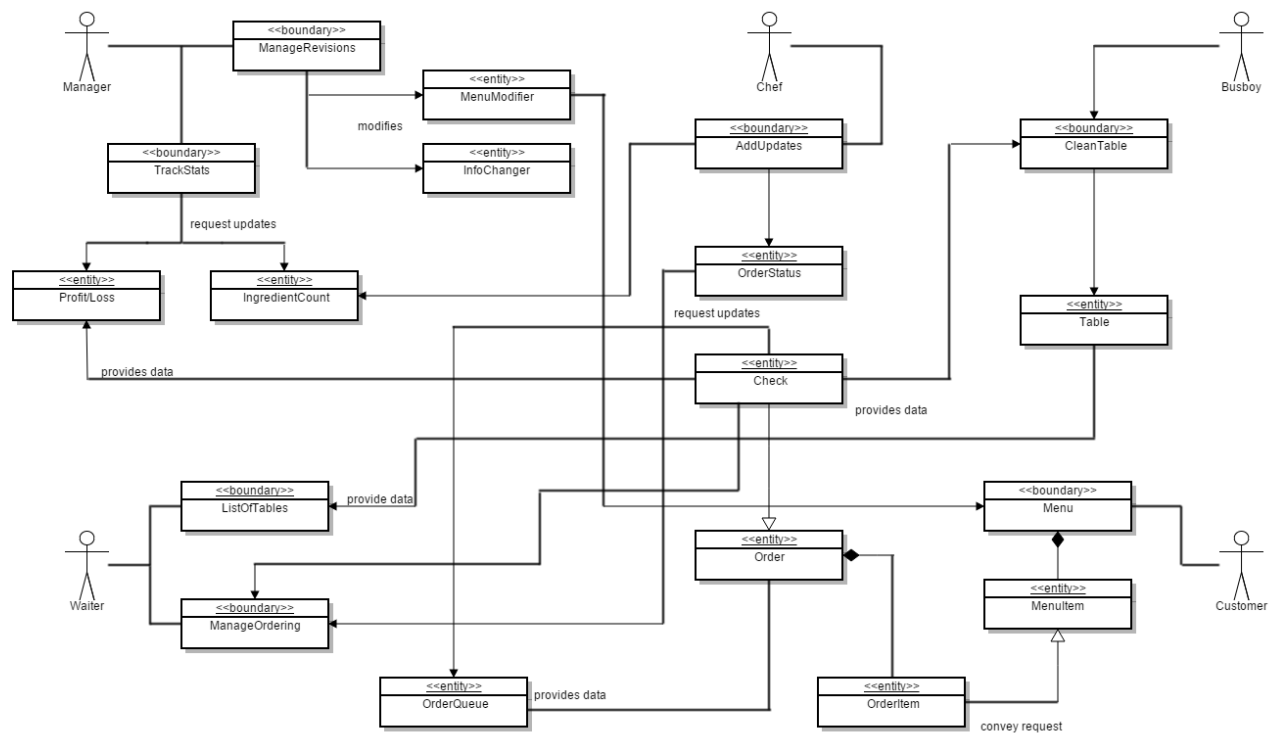 <<boundary>>
ManageRevisions
Manager
Chef
Busboy
<<entity>>
MenuModifier
modifies
<<boundary>>
AddUpdates
<<boundary>>
CleanTable
<<boundary>>
TrackStats
<<entity>>
InfoChanger
request updates
<<entity>>
Profit/Loss
<<entity>>
IngredientCount
<<entity>>
OrderStatus
request updates
<<entity>>
Table
provides data
<<entity>>
Check
provides data
<<boundary>>
ListOfTables
provide data
<<boundary>>
Menu
Waiter
<<entity>>
Order
<<entity>>
MenuItem
Customer
<<boundary>>
ManageOrdering
<<entity>>
OrderQueue
provides data
<<entity>>
OrderItem
convey request